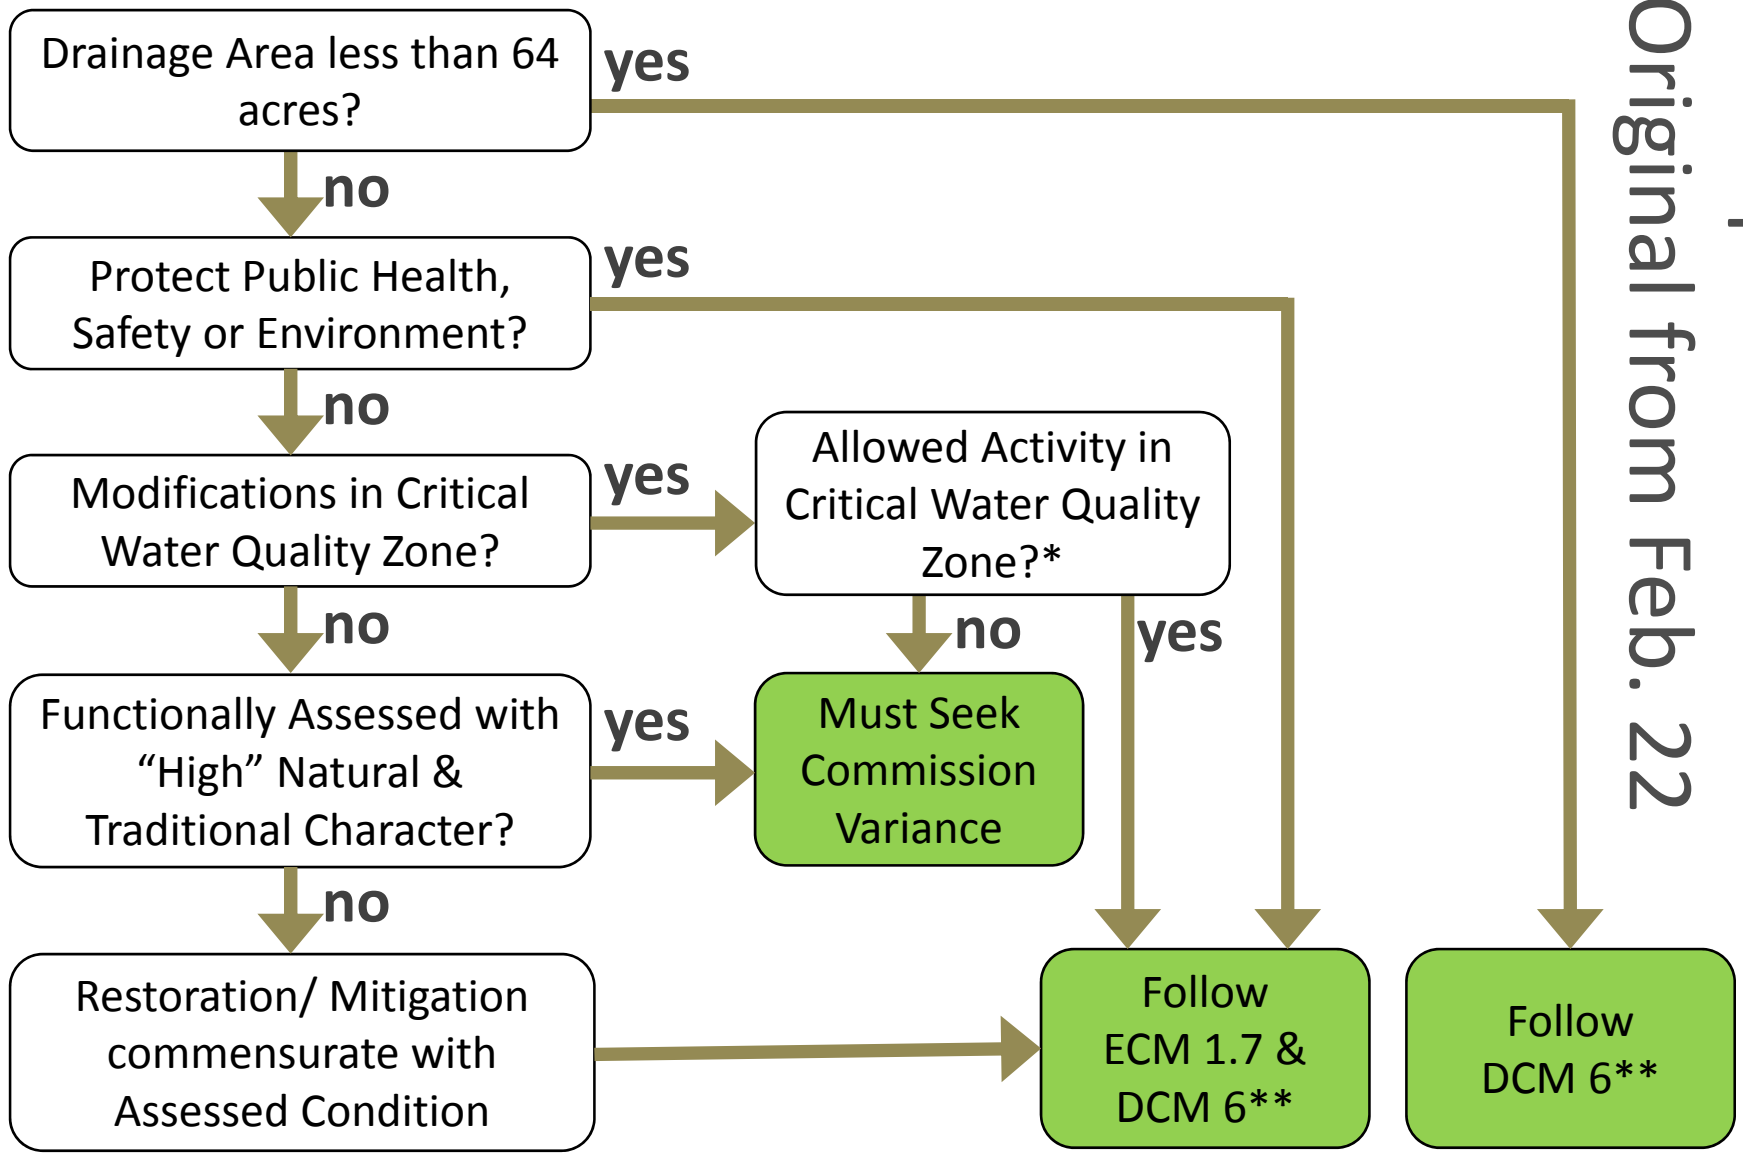 Drainage Area less than 64
acres?
yes
no
Protect Public Health,
Safety or Environment?
yes
no
Modifications in Critical
Water Quality Zone?
yes
Allowed Activity in
Critical Water Quality
Zone?*
no
no
yes
Functionally Assessed with
“High” Natural &
Traditional Character?
yes
Must Seek
Commission
Variance
no
Restoration/ Mitigation
commensurate with
Assessed Condition
Follow
ECM 1.7 &
DCM 6**
Follow
DCM 6**
Original from Feb. 22